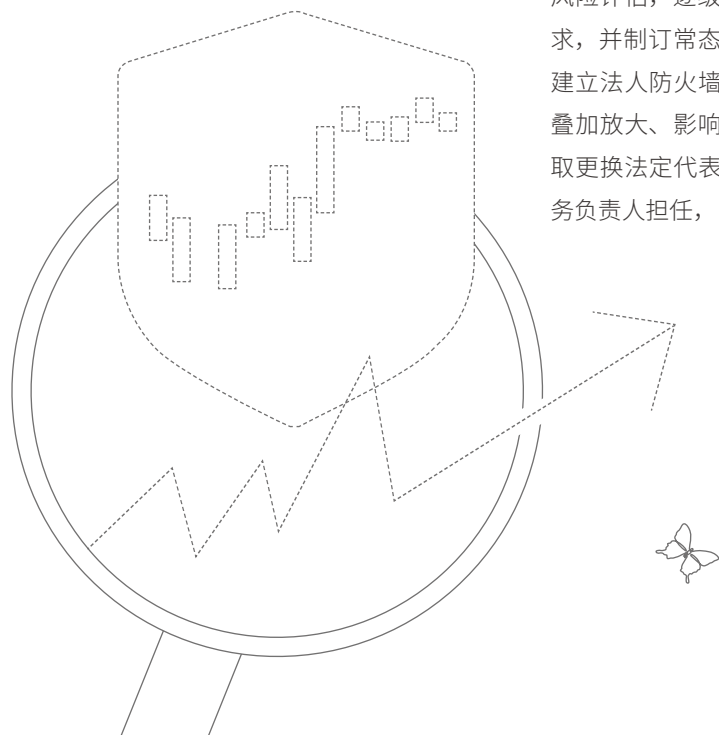 风险评估，逐级
求，并制订常态
建立法人防火墙
叠加放大、影响
取更换法定代表
务负责人担任，